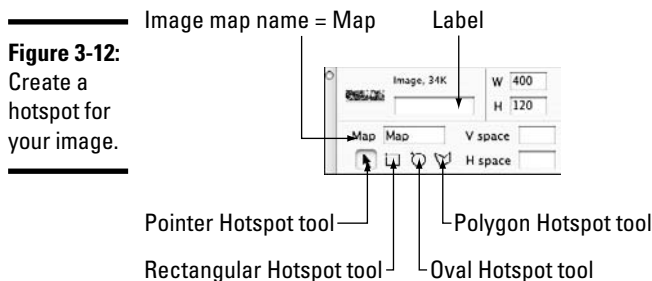 Image map name = Map
Label
Figure 3-12:
Create a
hotspot for
your image.
Image, 34K
W 400
H 120
Map Map
V space
H space
Pointer Hotspot tool
Polygon Hotspot tool
Rectangular Hotspot tool
Oval Hotspot tool